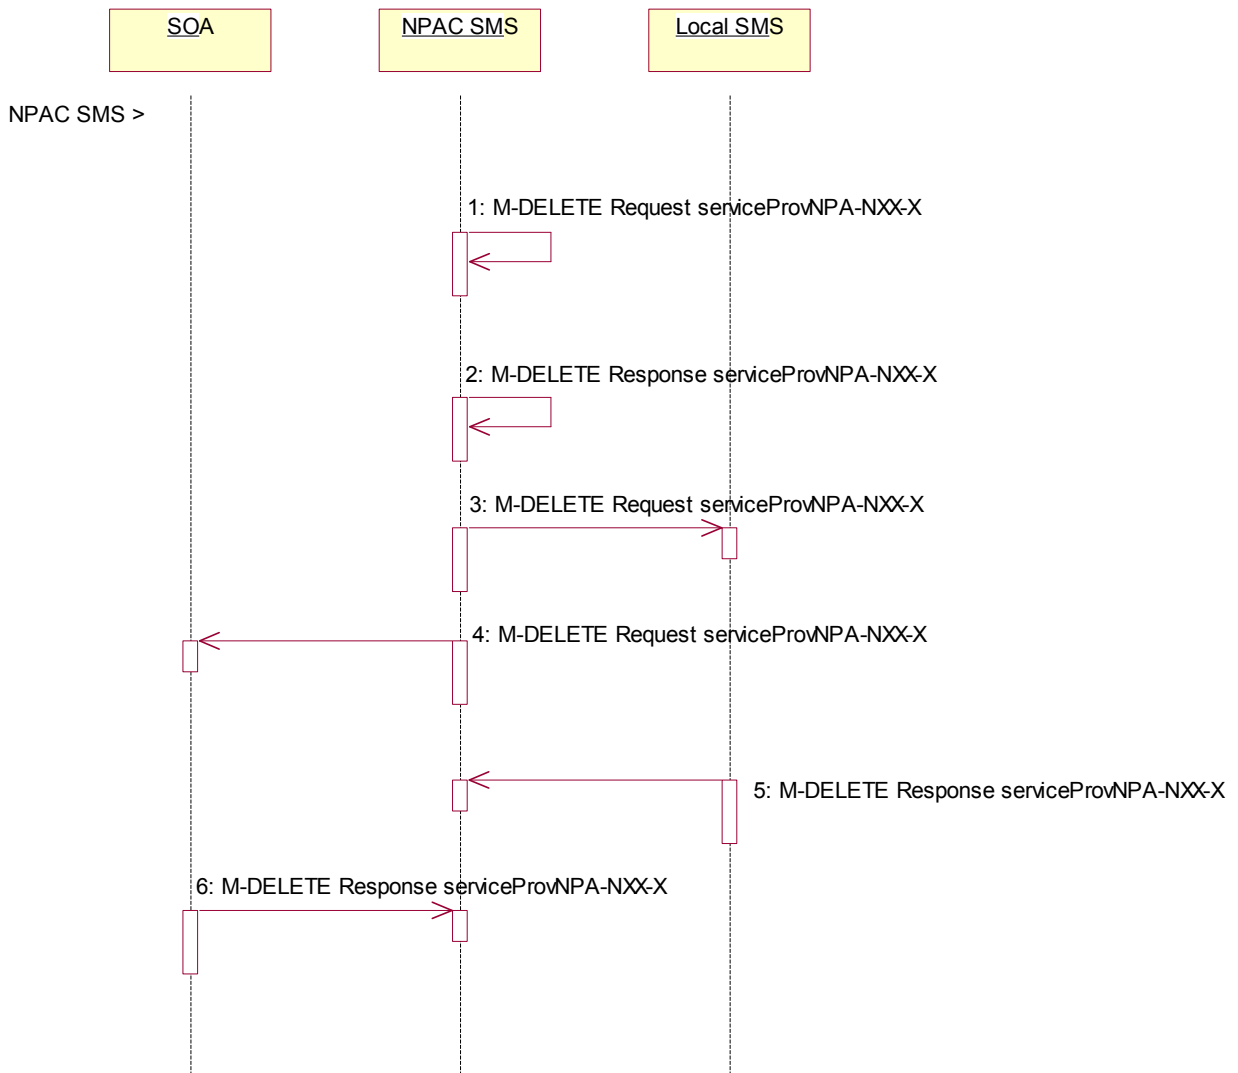 SOA
NPAC SMS
Local SMS
NPAC SMS >
1: M-DELETE Request serviceProvNPA-NXX-X
2: M-DELETE Response serviceProvNPA-NXX-X
3: M-DELETE Request serviceProvNPA-NXX-X
4: M-DELETE Request serviceProvNPA-NXX-X
5: M-DELETE Response serviceProvNPA-NXX-X
6: M-DELETE Response serviceProvNPA-NXX-X